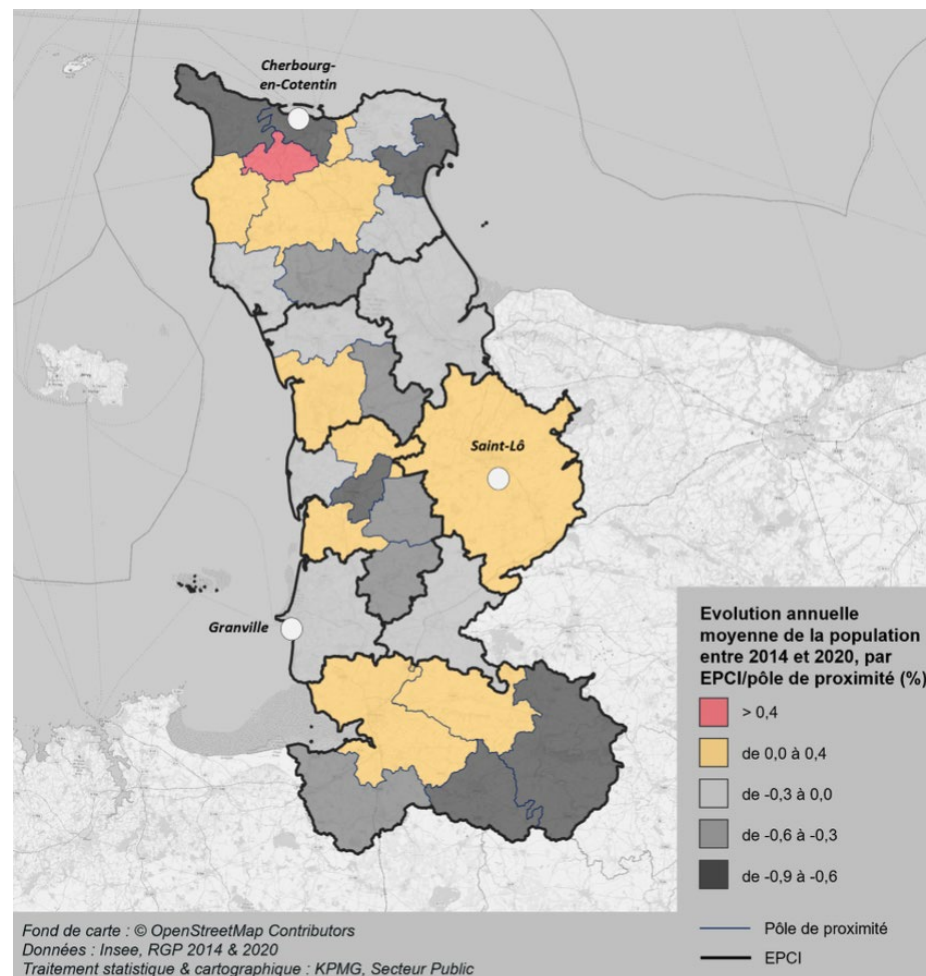 Cherbourg-
en-Cotentin
Saint-Lô
Granville
Evolution annuelle
moyenne de la population
entre 2014 et 2020, par
EPCI/pôle de proximité (%)
> 0,4
de 0,0 à 0,4
de -0,3 à 0,0
de -0,6 à -0,3
de -0,9 à -0,6
Pôle de proximité
EPCI
Fond de carte : © OpenStreetMap Contributors
Données : Insee, RGP 2014 & 2020
Traitement statistique & cartographique : KPMG, Secteur Public